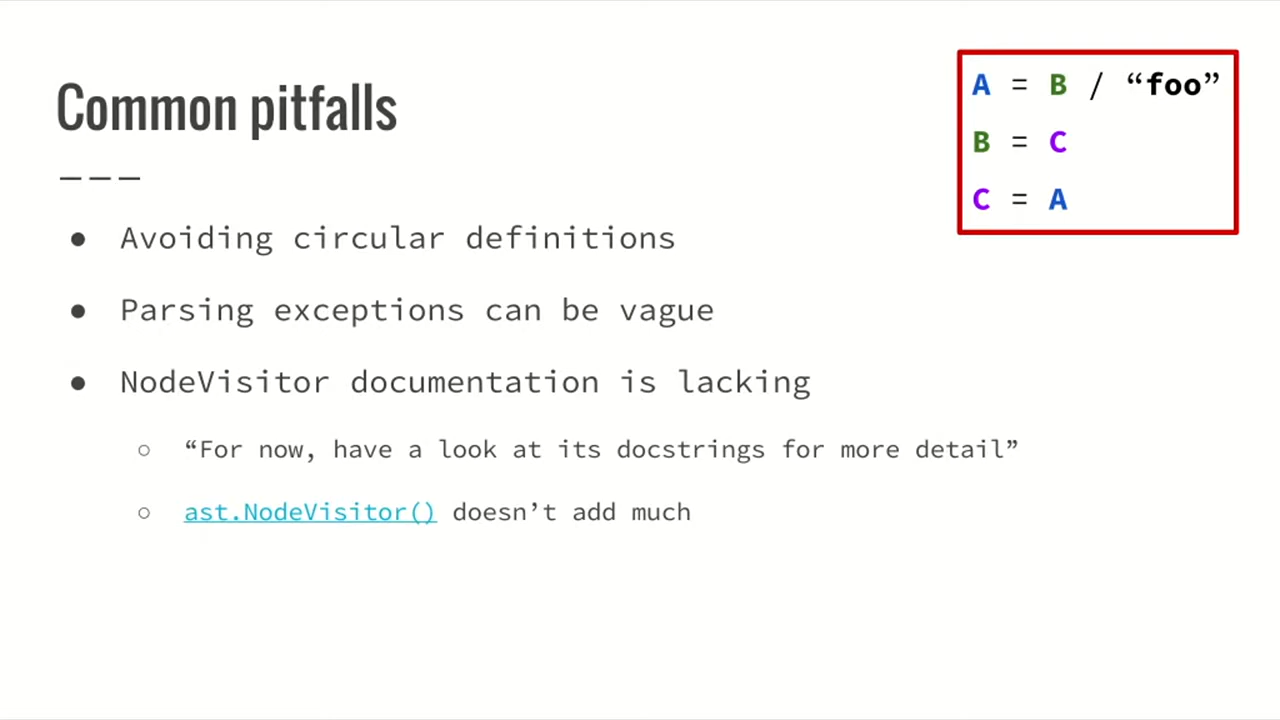 Common pitfalls
A = B / “foo”
B = C
C = A
● Avoiding circular definitions
● Parsing exceptions can be vague
● NodeVisitor documentation is lacking
○ “For now, have a look at its docstrings for more detail”
○ ast.NodeVisitor() doesn’t add much